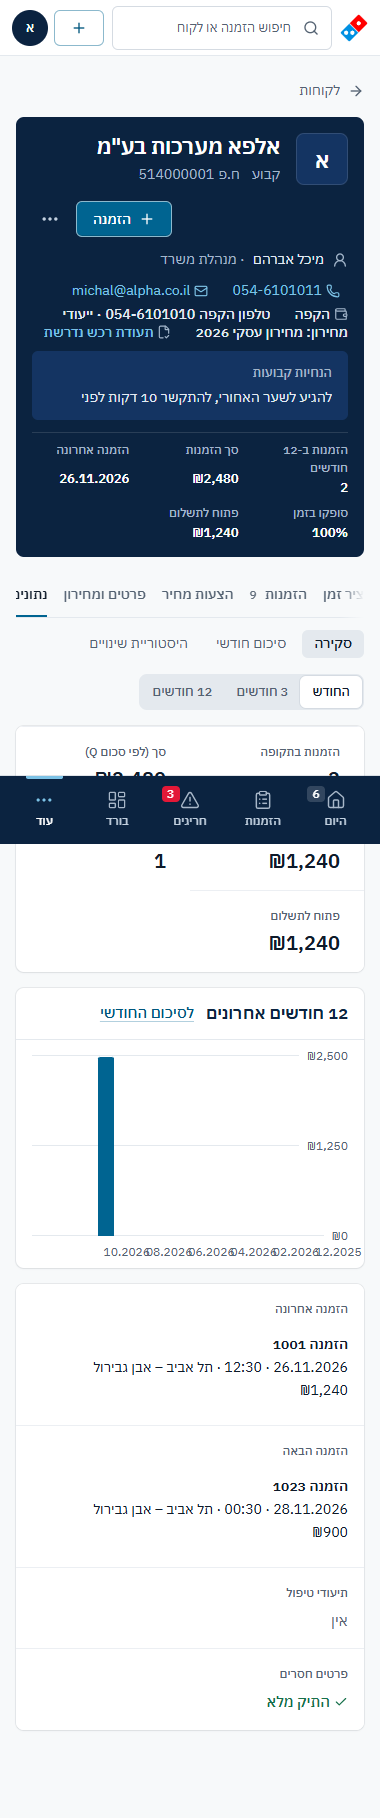 חיפוש הזמנה או לקוח
א
לקוחות
א
אלפא מערכות בע"מ
קבוע ח.פ 514000001
הזמנה
מיכל אברהם · מנהלת משרד
054-6101011 michal@alpha.co.il
הקפה טלפון הקפה 054-6101010 · ייעודי
מחירון: מחירון עסקי 2026 תעודת רכש נדרשת
הנחיות קבועות
להגיע לשער האחורי, להתקשר 10 דקות לפני
הזמנות ב-12 חודשים
2
סך הזמנות
₪2,480
הזמנה אחרונה
26.11.2026
סופקו בזמן
100%
פתוח לתשלום
₪1,240
ציר זמן הזמנות 9 הצעות מחיר פרטים ומחירון נתונים
סקירה סיכום חודשי היסטוריית שינויים
החודש 3 חודשים 12 חודשים
הזמנות בתקופה
סך (לפי סכום Q)
היום 6
הזמנות
חריגים 3
בורד
עוד
₪1,240
1
פתוח לתשלום
₪1,240
12 חודשים אחרונים לסיכום החודשי
₪2,500
₪1,250
₪0
12.2025 02.2026 04.2026 06.2026 08.2026 10.2026
הזמנה אחרונה
הזמנה 1001
26.11.2026 · 12:30 · תל אביב – אבן גבירול
₪1,240
הזמנה הבאה
הזמנה 1023
28.11.2026 · 00:30 · תל אביב – אבן גבירול
₪900
תיעודי טיפול
אין
פרטים חסרים
התיק מלא